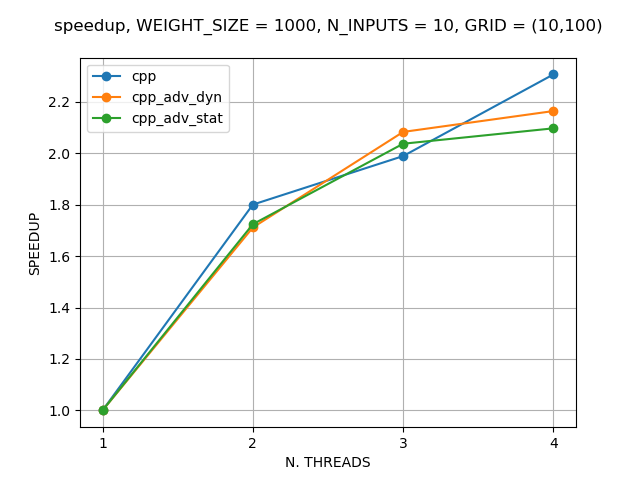 speedup, WEIGHT_SIZE = 1000, N_INPUTS = 10, GRID = (10,100)
cpp
cpp_adv_dyn
cpp_adv_stat
2.2
2.0
1.8
1.6
1.4
1.2
1.0
SPEEDUP
1 2 3 4
N. THREADS